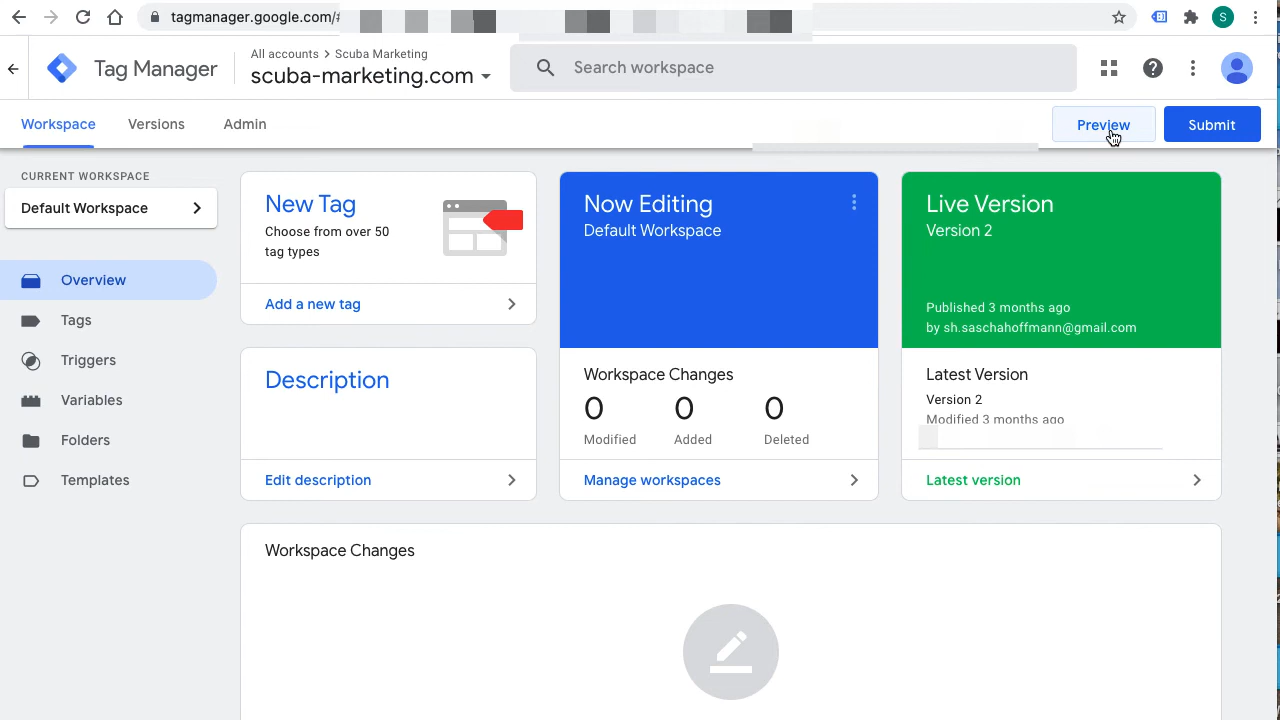 tagmanager.google.com/#
S
Tag Manager
All accounts > Scuba Marketing
scuba-marketing.com
Search workspace
Workspace
Versions
Admin
Preview
Submit
CURRENT WORKSPACE
Default Workspace
Overview
Tags
Triggers
Variables
Folders
Templates
New Tag
Choose from over 50
tag types
Add a new tag
Description
Edit description
Now Editing
Default Workspace
Workspace Changes
0 0 0
Modified Added Deleted
Manage workspaces
Live Version
Version 2
Published 3 months ago
by sh.saschahoffmann@gmail.com
Latest Version
Version 2
Modified 3 months ago
Latest version
Workspace Changes